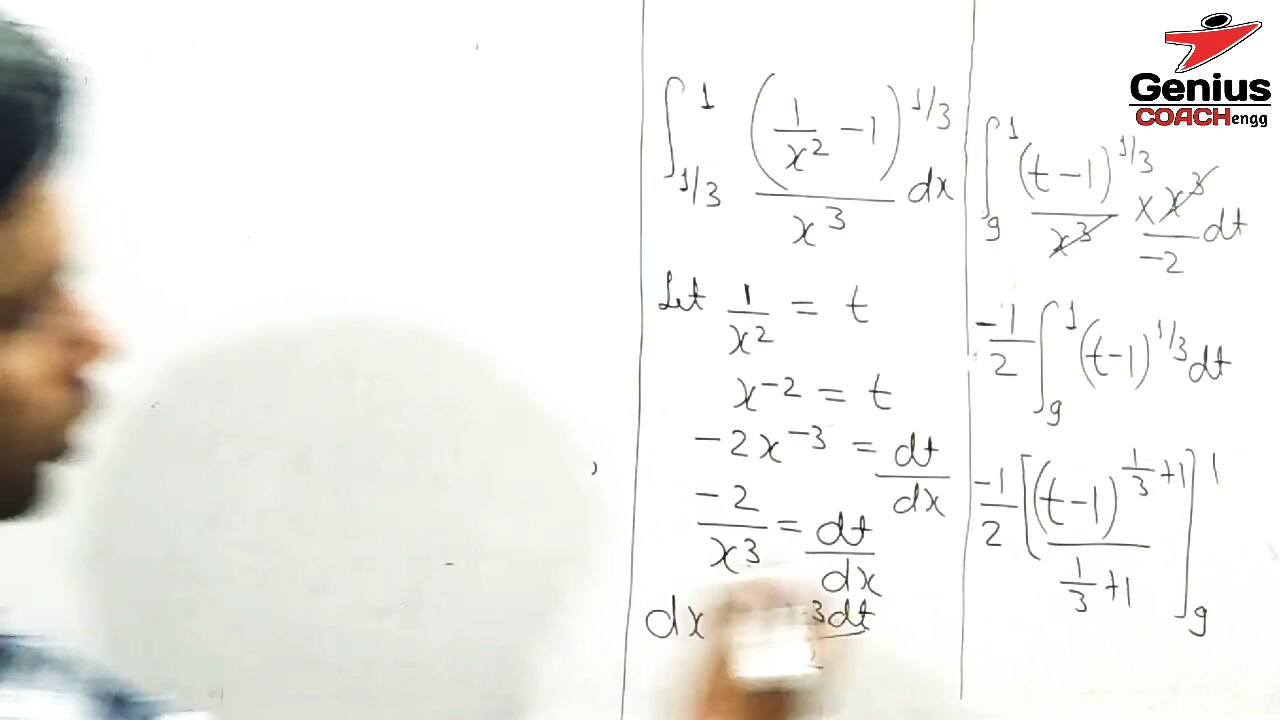 ∫_{1/3}^{1} (1/x² - 1)^{1/3} / x³ dx
Let 1/x² = t
x⁻² = t
-2x⁻³ = dt/dx
-2/x³ = dt/dx
dx
3dt
∫_{9}^{1} (t-1)^{1/3} / x³ × x³/-2 dt
-1/2 ∫_{9}^{1} (t-1)^{1/3} dt
-1/2 [(t-1)^{1/3 +1} / (1/3 +1)]_{9}^{1}
Genius
COACHengg